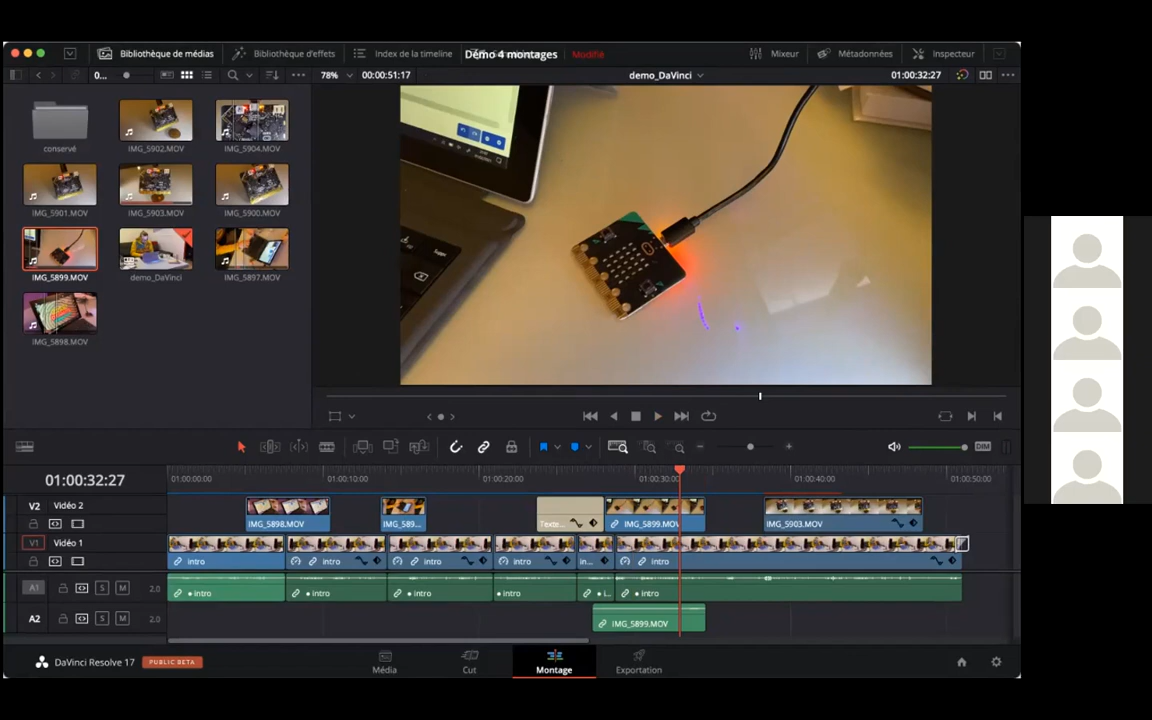 Bibliothèque de médias
Bibliothèque d'effets
Index de la timeline
Démo 4 montages
Modifié
Mixeur
Métadonnées
Inspecteur
0...
78%
00:00:51:17
demo_DaVinci
01:00:32:27
conservé
IMG_5902.MOV
IMG_5904.MOV
IMG_5901.MOV
IMG_5903.MOV
IMG_5900.MOV
IMG_5899.MOV
demo_DaVinci
IMG_5897.MOV
IMG_5898.MOV
DIM
01:00:32:27
01:00:00:00
01:00:10:00
01:00:20:00
01:00:30:00
01:00:40:00
01:00:50:00
V2
Vidéo 2
IMG_5898.MOV
IMG_589...
Texte...
IMG_5899.MOV
IMG_5903.MOV
V1
Vidéo 1
intro
intro
intro
intro
in...
intro
A1
S
M
2.0
• intro
• intro
• intro
• intro
• i...
• intro
A2
S
M
2.0
IMG_5899.MOV
DaVinci Resolve 17
PUBLIC BETA
Média
Cut
Montage
Exportation